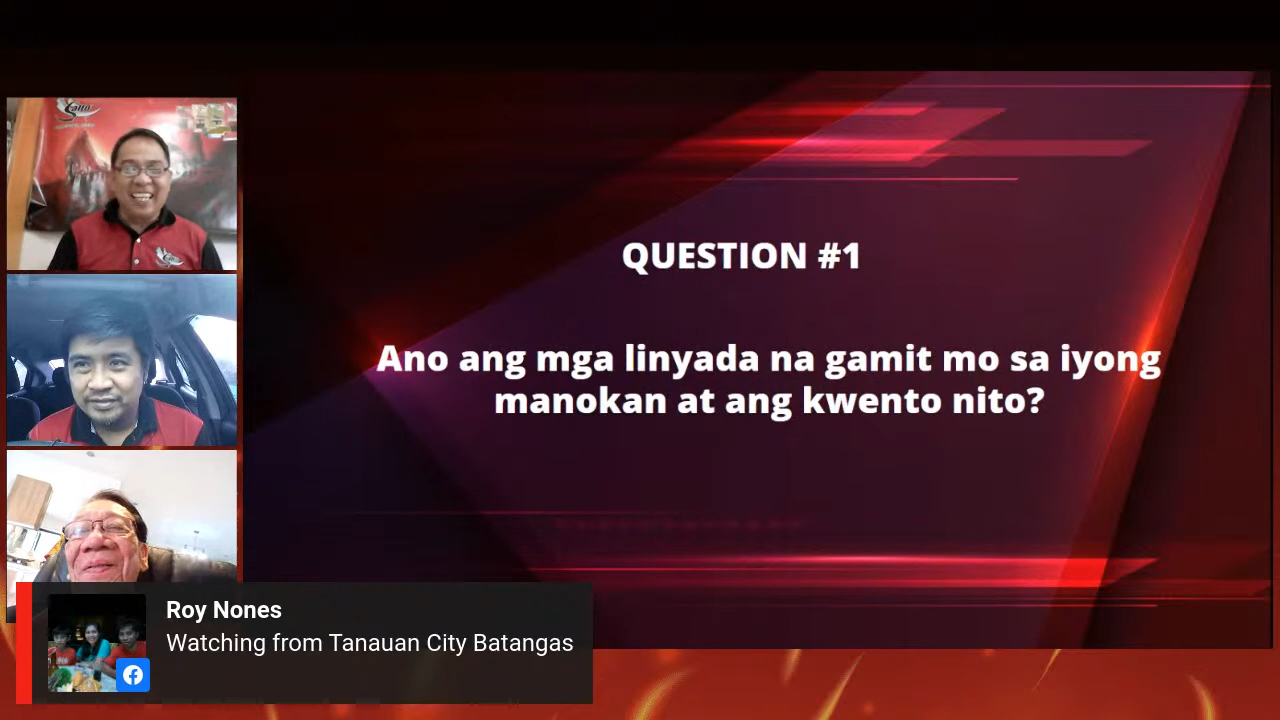 QUESTION #1
Ano ang mga linyada na gamit mo sa iyong
manokan at ang kwento nito?
Roy Nones
Watching from Tanauan City Batangas